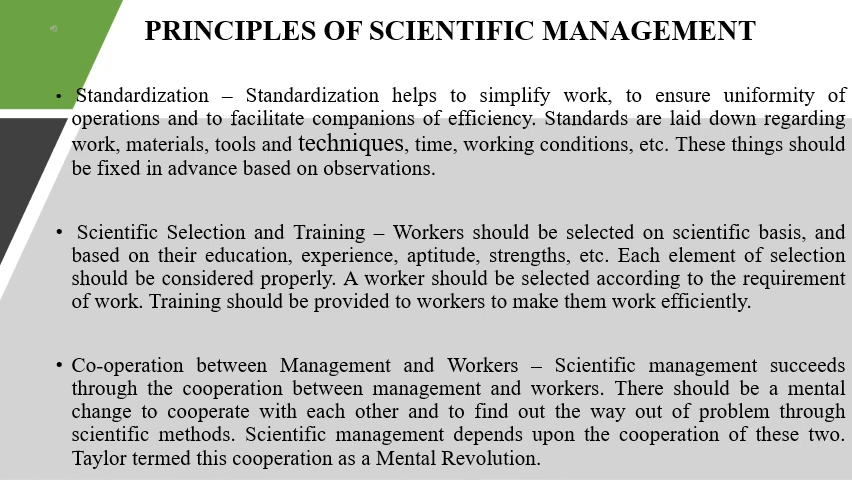 PRINCIPLES OF SCIENTIFIC MANAGEMENT
• Standardization – Standardization helps to simplify work, to ensure uniformity of
operations and to facilitate companions of efficiency. Standards are laid down regarding
work, materials, tools and techniques, time, working conditions, etc. These things should
be fixed in advance based on observations.
• Scientific Selection and Training – Workers should be selected on scientific basis, and
based on their education, experience, aptitude, strengths, etc. Each element of selection
should be considered properly. A worker should be selected according to the requirement
of work. Training should be provided to workers to make them work efficiently.
• Co-operation between Management and Workers – Scientific management succeeds
through the cooperation between management and workers. There should be a mental
change to cooperate with each other and to find out the way out of problem through
scientific methods. Scientific management depends upon the cooperation of these two.
Taylor termed this cooperation as a Mental Revolution.